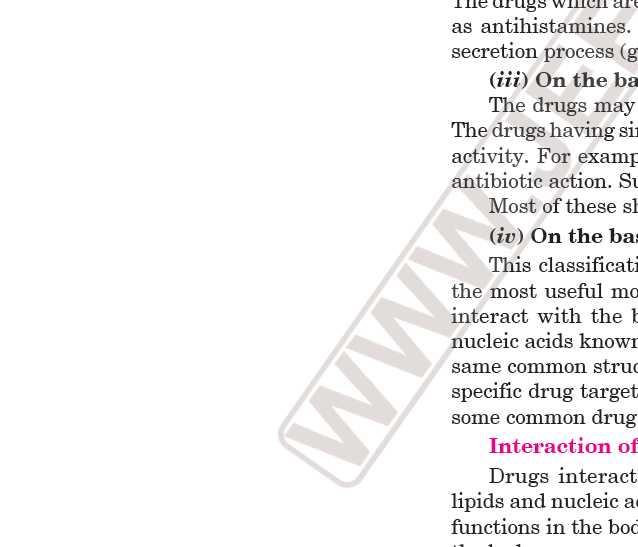 The drugs which are
as antihistamines.
secretion process (g
(iii) On the ba
The drugs may
The drugs having sin
activity. For examp
antibiotic action. Su
Most of these sh
(iv) On the bas
This classificati
the most useful mo
interact with the b
nucleic acids known
same common struc
specific drug target
some common drug
Interaction of
Drugs interact
lipids and nucleic ac
functions in the bod
WWW.JEE